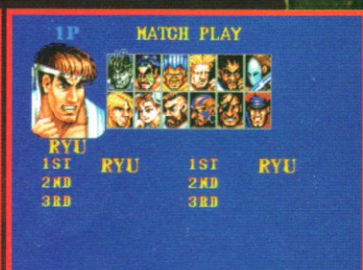 1P MATCH PLAY
RYU
1ST RYU 1ST RYU
2ND 2ND
3RD 3RD